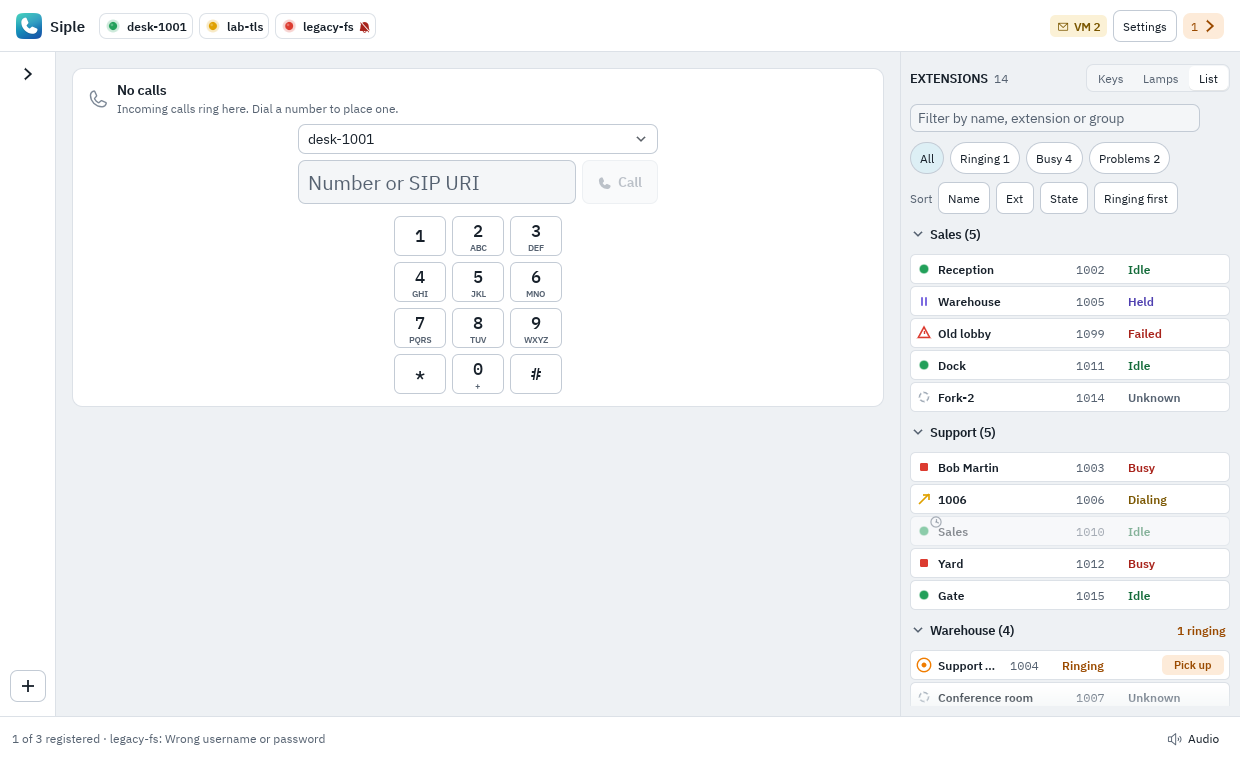 Siple
desk-1001
lab-tls
legacy-fs
VM 2
Settings
1
No calls
Incoming calls ring here. Dial a number to place one.
desk-1001
Number or SIP URI
Call
1
2
ABC
3
DEF
4
GHI
5
JKL
6
MNO
7
PQRS
8
TUV
9
WXYZ
*
0
+
#
EXTENSIONS 14
Keys
Lamps
List
Filter by name, extension or group
All
Ringing 1
Busy 4
Problems 2
Sort
Name
Ext
State
Ringing first
Sales (5)
Reception 1002 Idle
Warehouse 1005 Held
Old lobby 1099 Failed
Dock 1011 Idle
Fork-2 1014 Unknown
Support (5)
Bob Martin 1003 Busy
1006 1006 Dialing
Sales 1010 Idle
Yard 1012 Busy
Gate 1015 Idle
Warehouse (4) 1 ringing
Support ... 1004 Ringing Pick up
Conference room 1007 Unknown
1 of 3 registered · legacy-fs: Wrong username or password
Audio